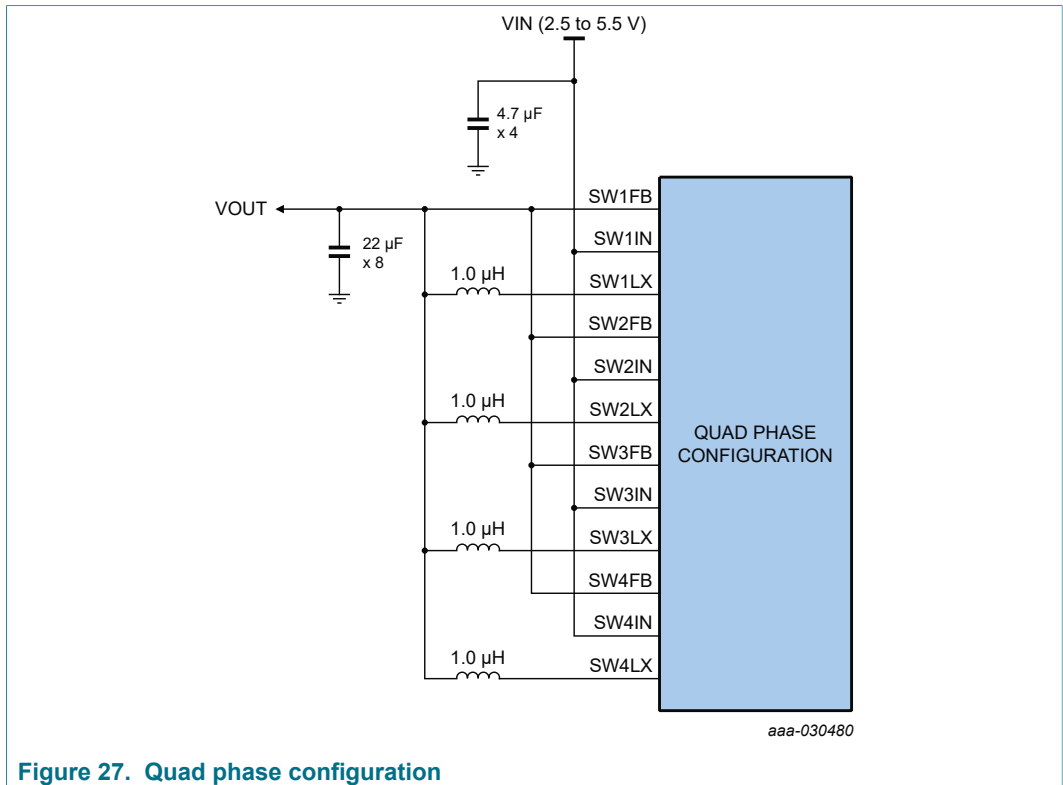 VIN (2.5 to 5.5 V)
4.7 µF
x 4
VOUT
22 µF
x 8
SW1FB
SW1IN
1.0 µH
SW1LX
SW2FB
SW2IN
1.0 µH
SW2LX
SW3FB
SW3IN
1.0 µH
SW3LX
SW4FB
SW4IN
1.0 µH
SW4LX
QUAD PHASE
CONFIGURATION
aaa-030480
Figure 27. Quad phase configuration